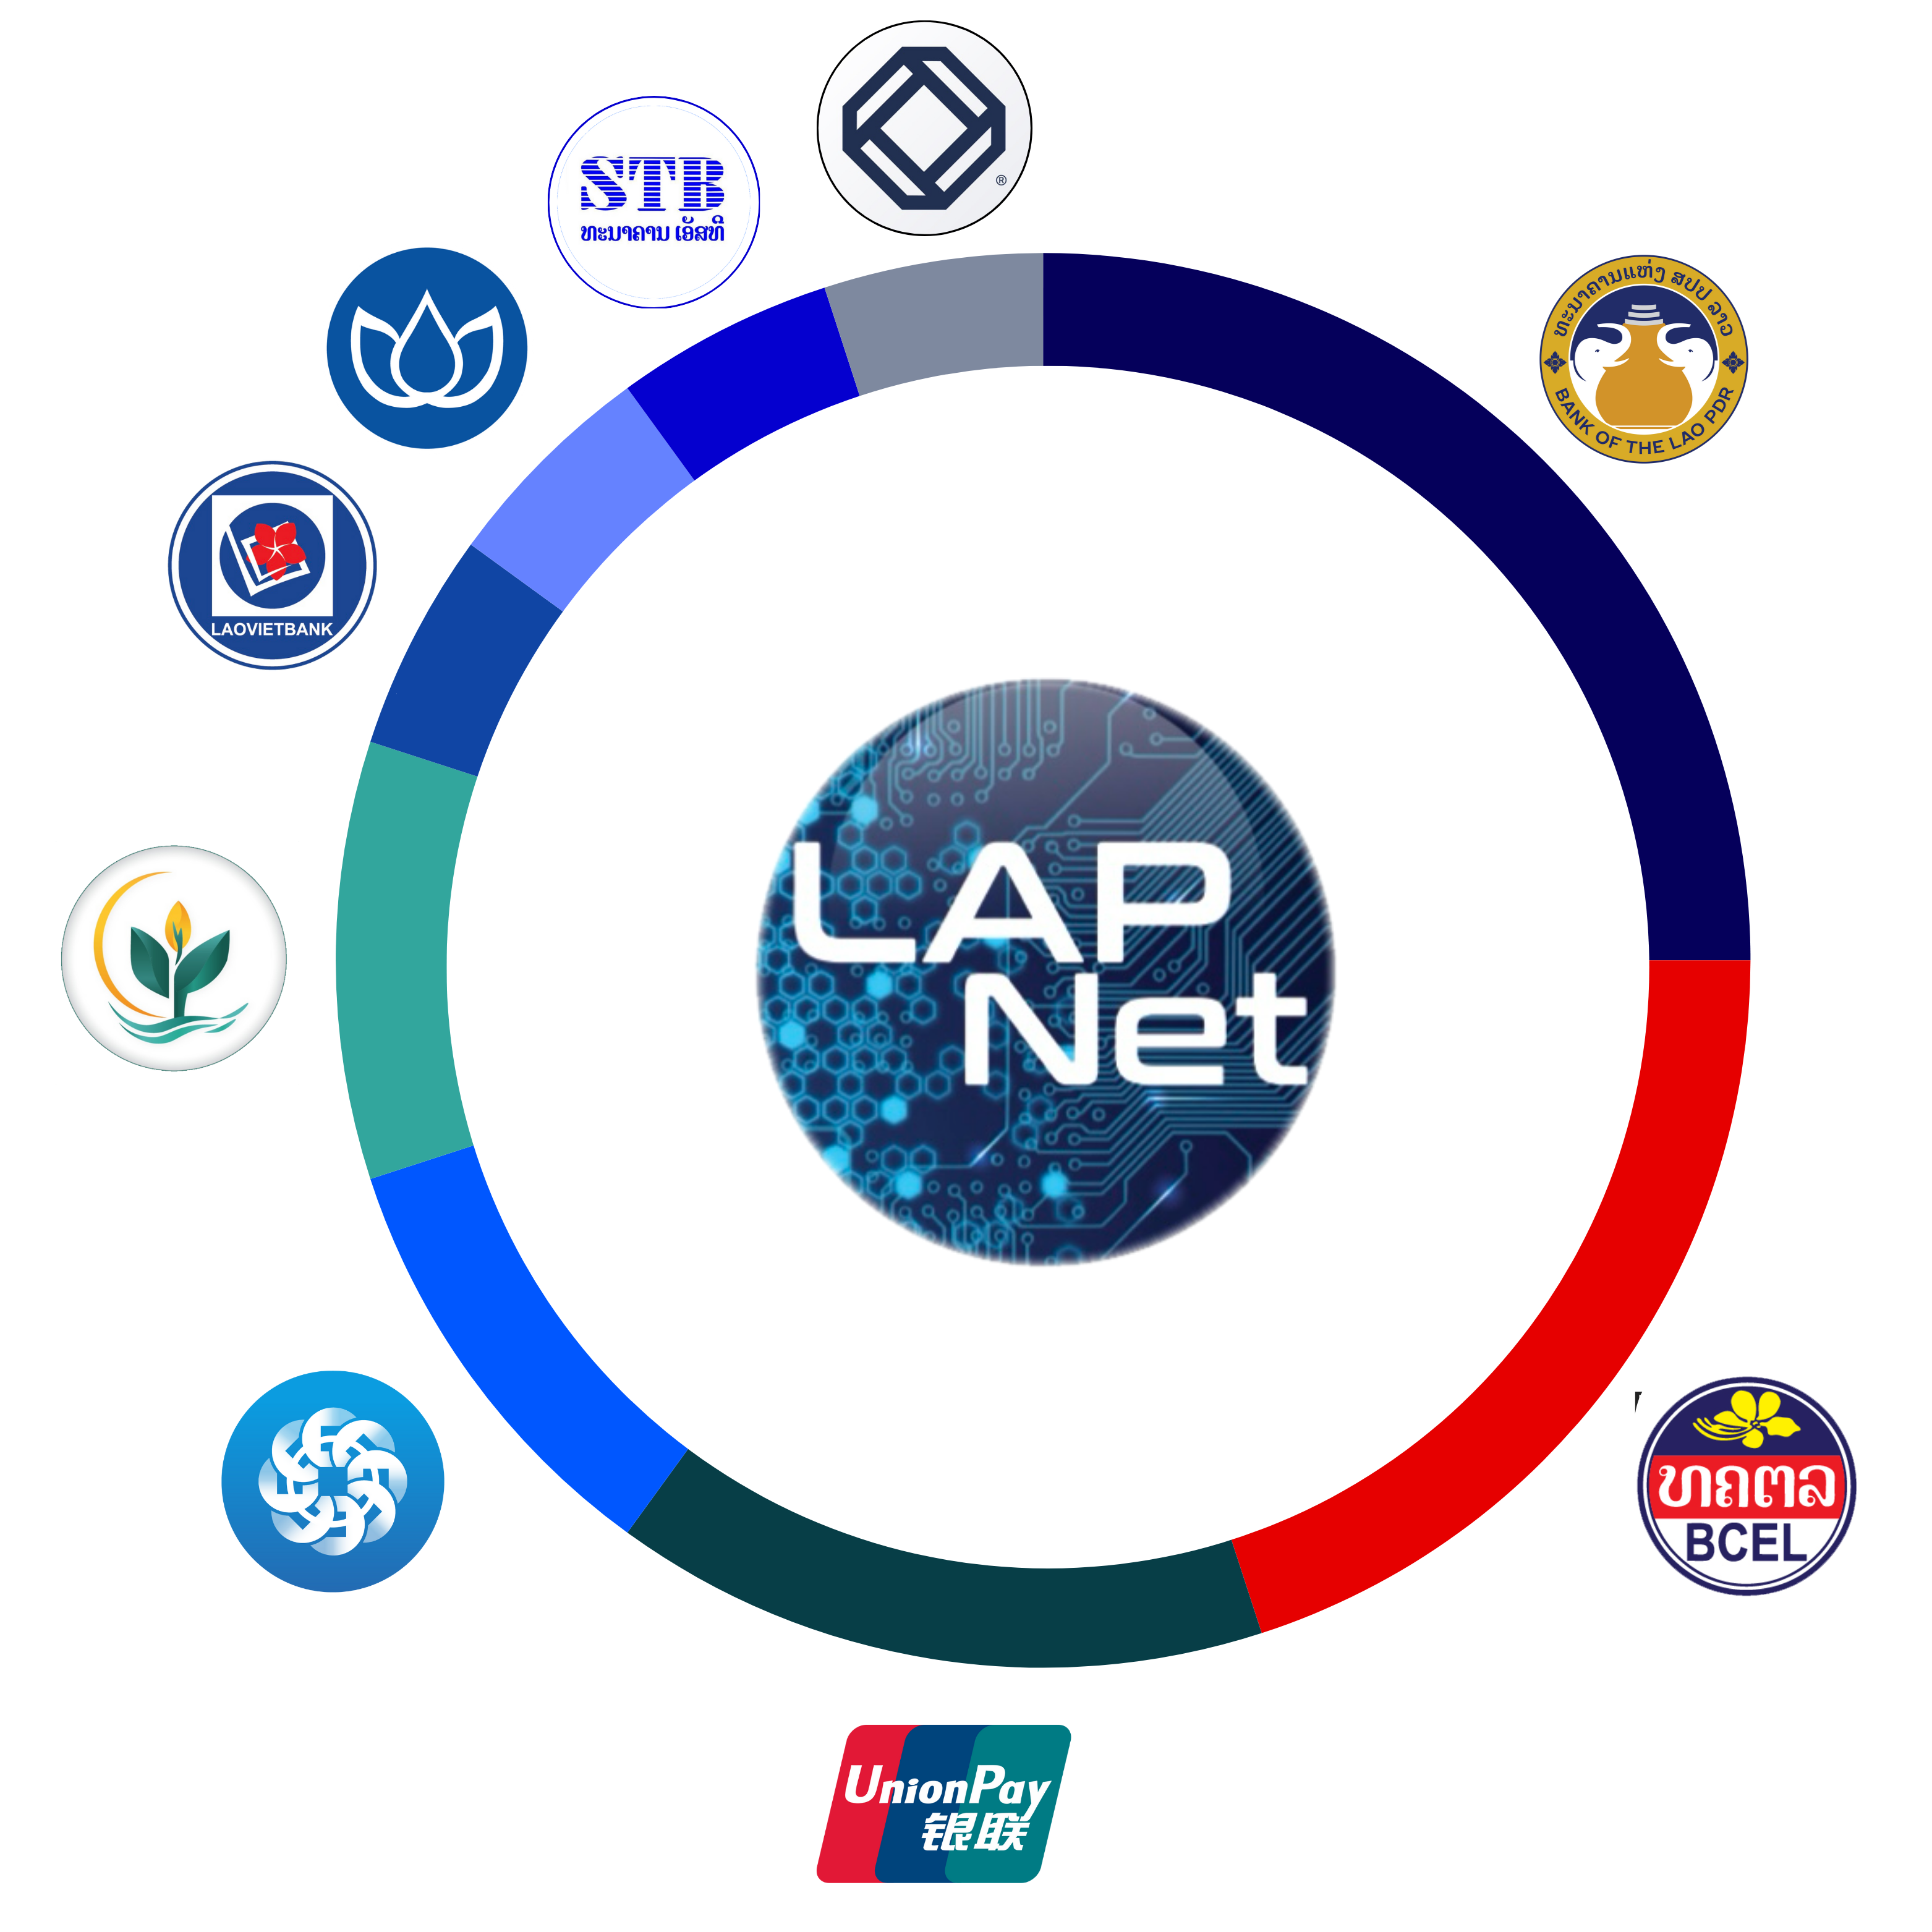 ®
STB
ທະນາຄານ ເອັສທີ
ທະນາຄານແຫ່ງ ສປປ ລາວ
BANK OF THE LAO PDR
LAOVIETBANK
LAP
Net
ທຄຕລ
BCEL
UnionPay
银联